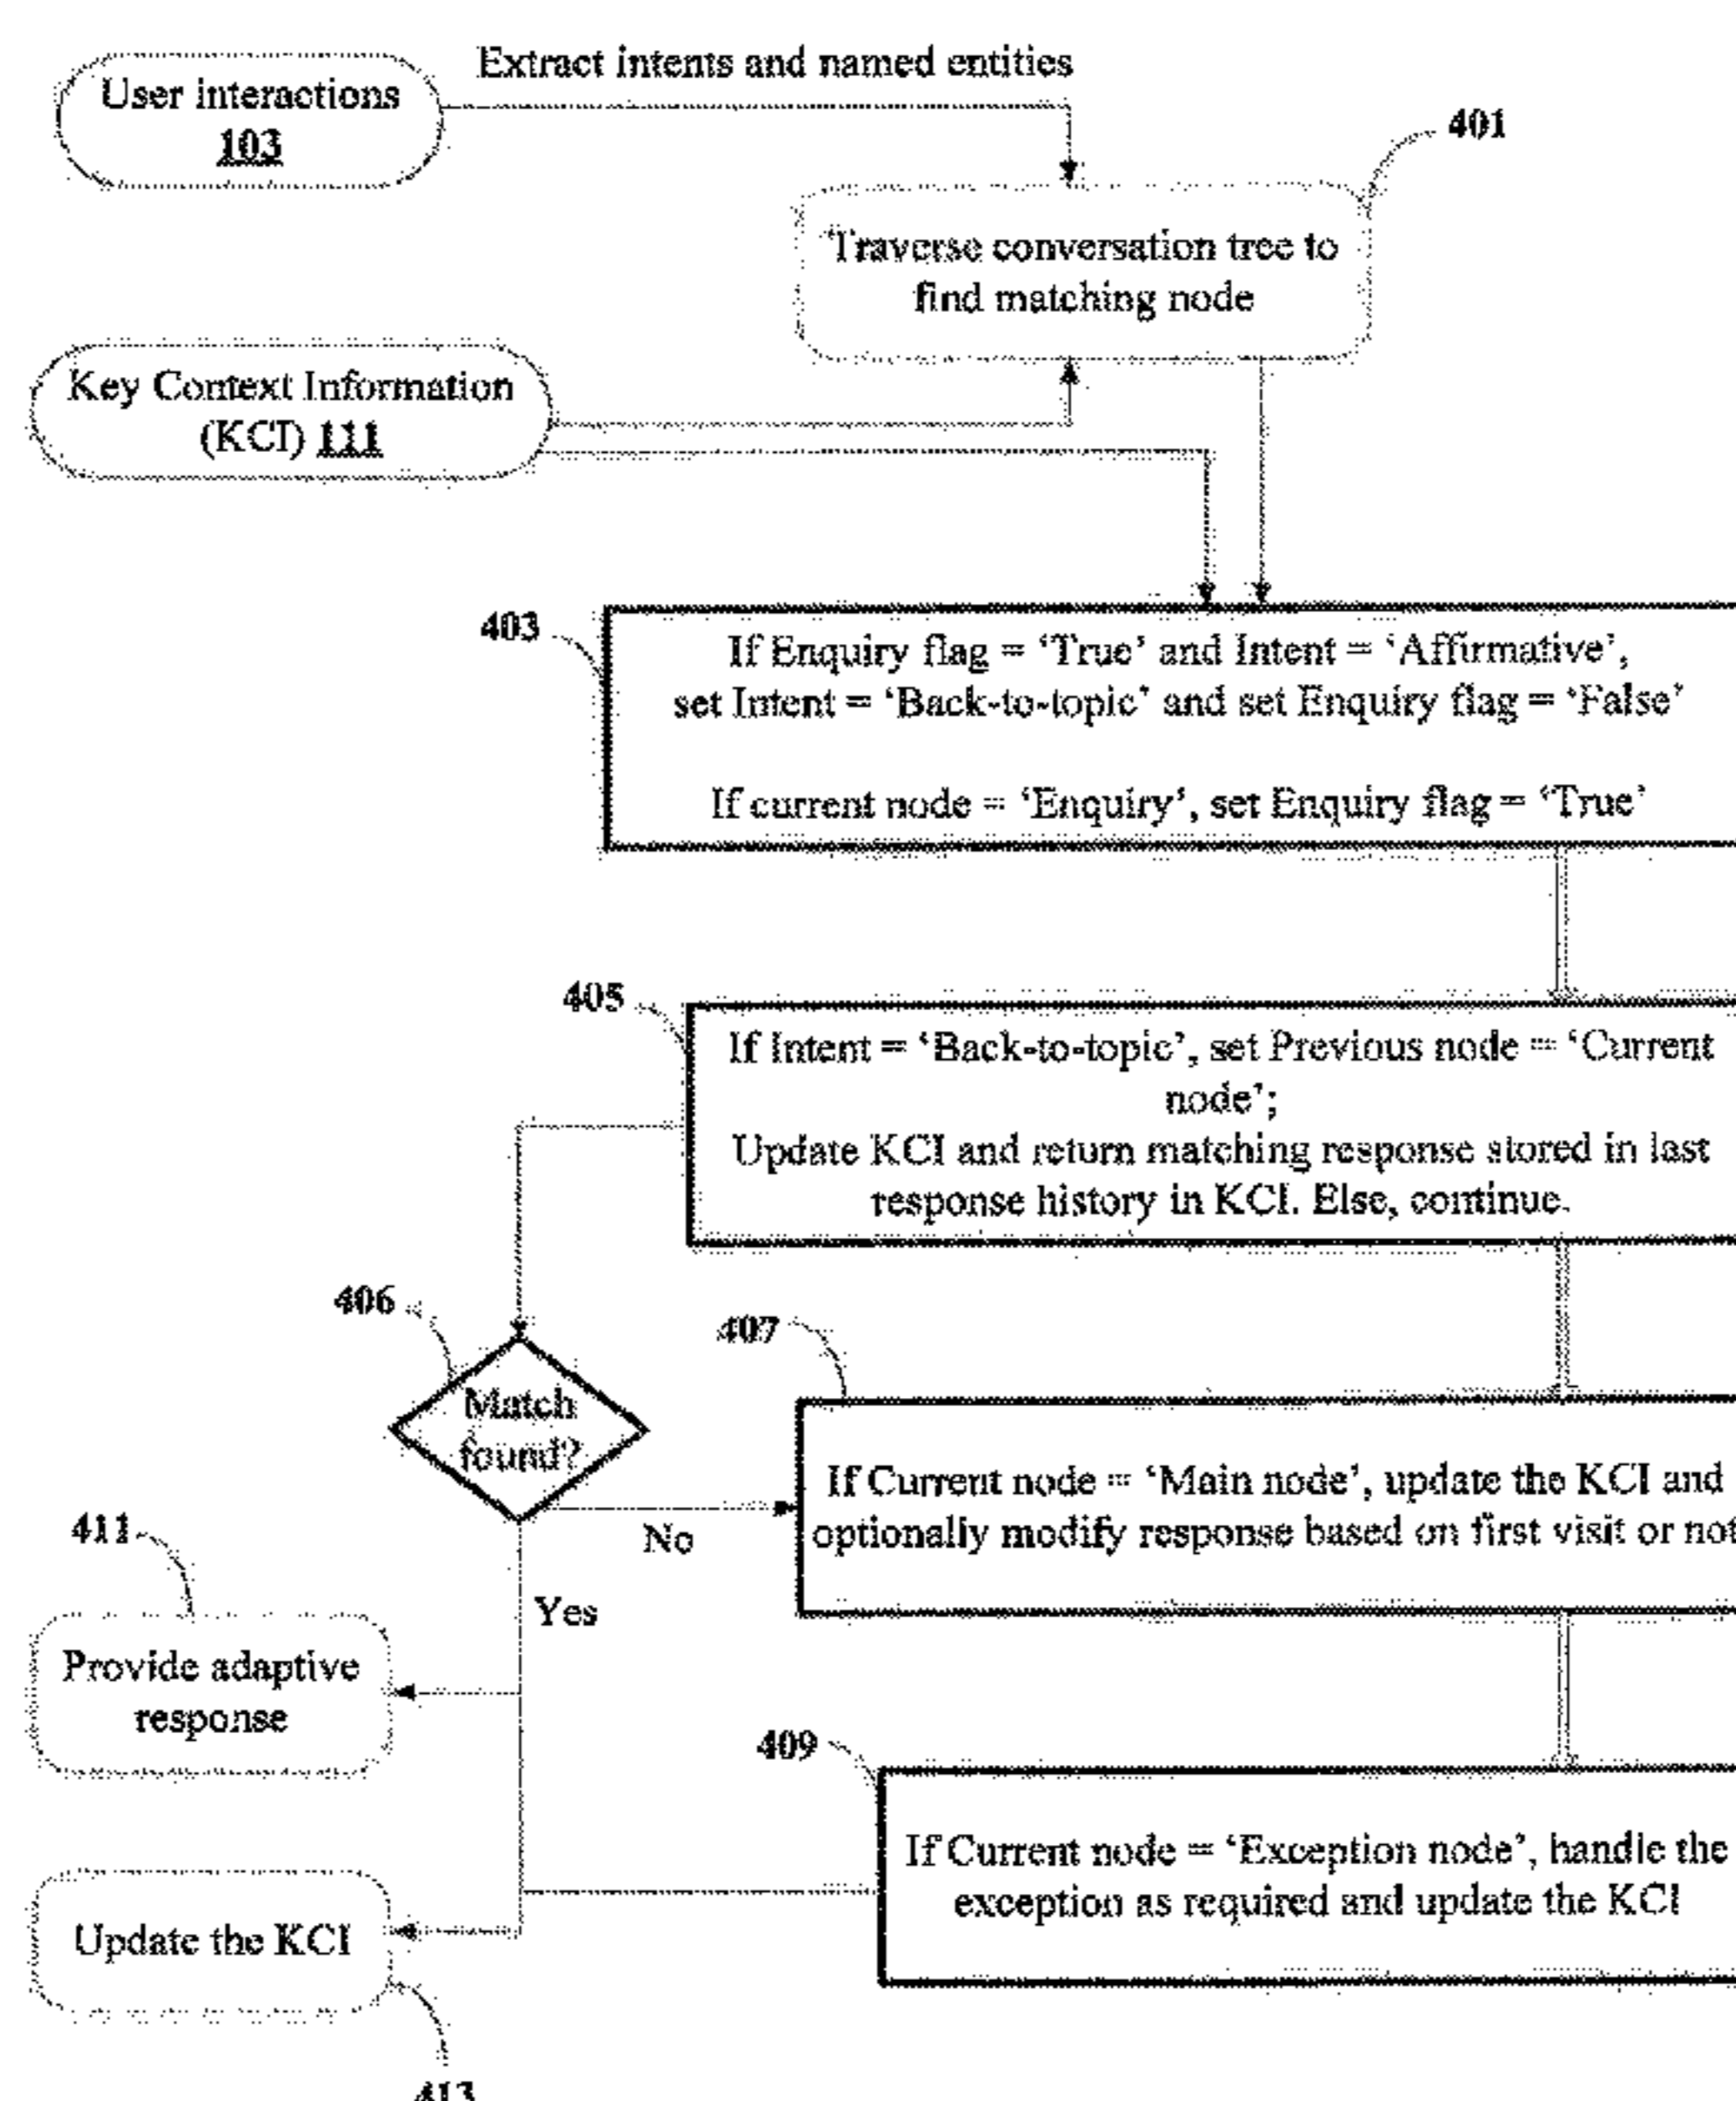 Extract intents and named entities
User interactions
103
401
Traverse conversation tree to
find matching node
Key Context Information
(KCI) 111
403
If Enquiry flag = ‘True’ and Intent = ‘Affirmative’,
set Intent = ‘Back-to-topic’ and set Enquiry flag = ‘False’
If current node = ‘Enquiry’, set Enquiry flag = ‘True’
405
If Intent = ‘Back-to-topic’, set Previous node = ‘Current
node’;
Update KCI and return matching response stored in last
response history in KCI. Else, continue.
406
Match
found?
407
If Current node = ‘Main node’, update the KCI and
optionally modify response based on first visit or not
No
Yes
411
Provide adaptive
response
409
If Current node = ‘Exception node’, handle the
exception as required and update the KCI
Update the KCI
413